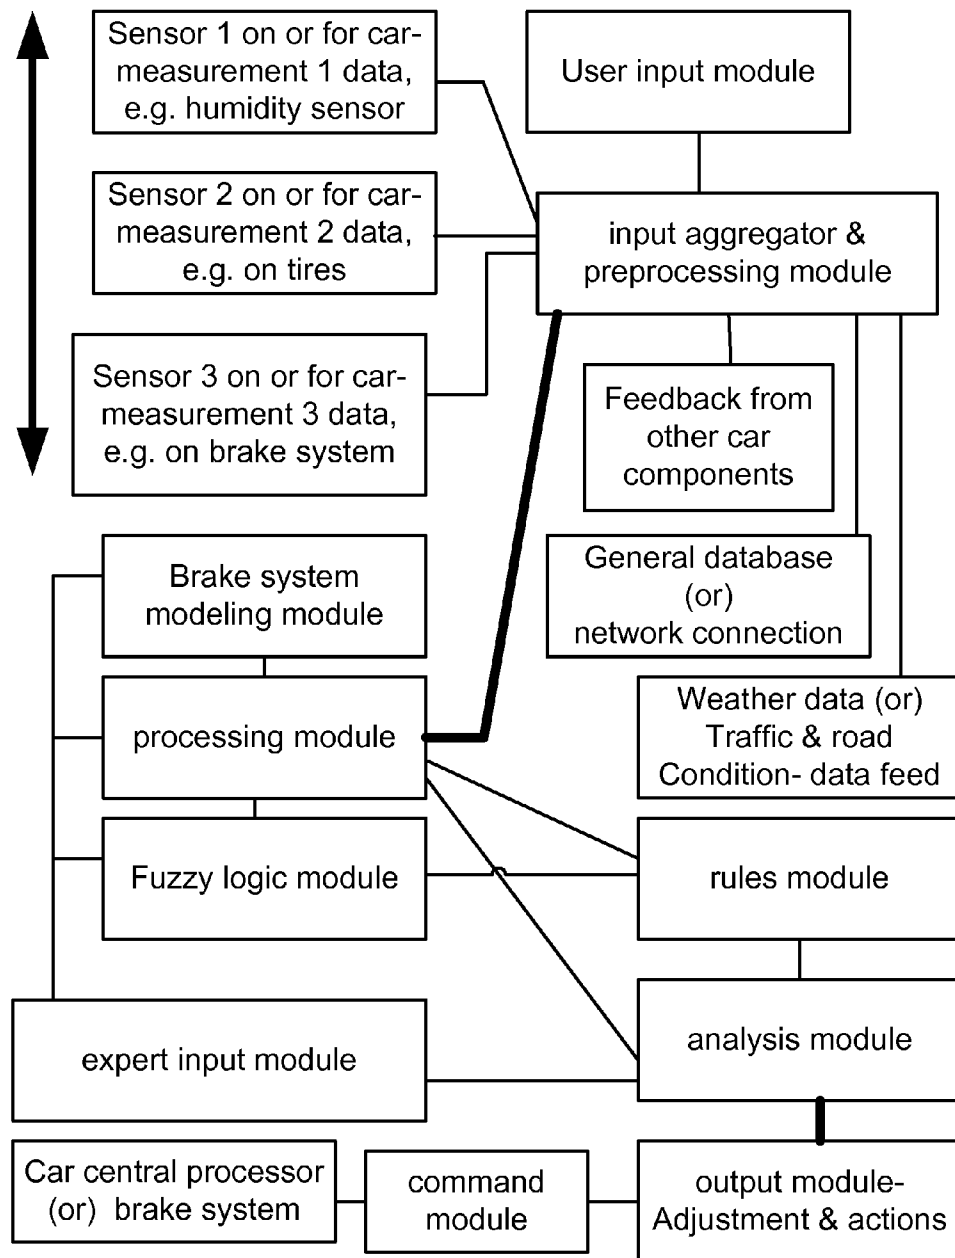 Sensor 1 on or for car-
measurement 1 data,
e.g. humidity sensor
User input module
Sensor 2 on or for car-
measurement 2 data,
e.g. on tires
input aggregator &
preprocessing module
Sensor 3 on or for car-
measurement 3 data,
e.g. on brake system
Feedback from
other car
components
Brake system
modeling module
General database
(or)
network connection
processing module
Weather data (or)
Traffic & road
Condition- data feed
Fuzzy logic module
rules module
expert input module
analysis module
Car central processor
(or) brake system
command
module
output module-
Adjustment & actions